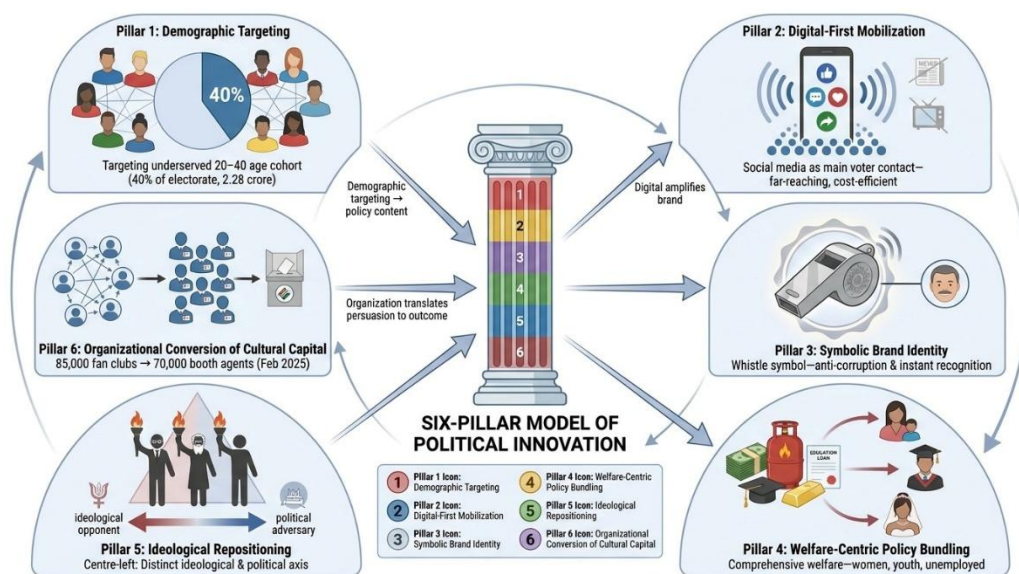 Pillar 1: Demographic Targeting
40%
Targeting underserved 20–40 age cohort
(40% of electorate, 2.28 crore)
Pillar 2: Digital-First Mobilization
NEWS
Social media as main voter contact—
far-reaching, cost-efficient
Demographic
targeting →
policy content
Digital amplifies
brand
1
2
3
4
5
6
Pillar 6: Organizational Conversion of Cultural Capital
85,000 fan clubs → 70,000 booth agents (Feb 2025)
Organization translates
persuasion to outcome
Pillar 3: Symbolic Brand Identity
Whistle symbol—anti-corruption & instant recognition
SIX-PILLAR MODEL OF
POLITICAL INNOVATION
ideological
opponent
political
adversary
Pillar 5: Ideological Repositioning
Centre-left: Distinct ideological & political axis
1 Pillar 1 Icon:
Demographic Targeting
2 Pillar 2 Icon:
Digital-First Mobilization
3 Pillar 3 Icon:
Symbolic Brand Identity
4 Pillar 4 Icon: Welfare-Centric
Policy Bundling
5 Pillar 5 Icon: Ideological
Repositioning
6 Pillar 6 Icon: Organizational
Conversion of Cultural Capital
LOAN
Pillar 4: Welfare-Centric Policy Bundling
Comprehensive welfare—women, youth, unemployed